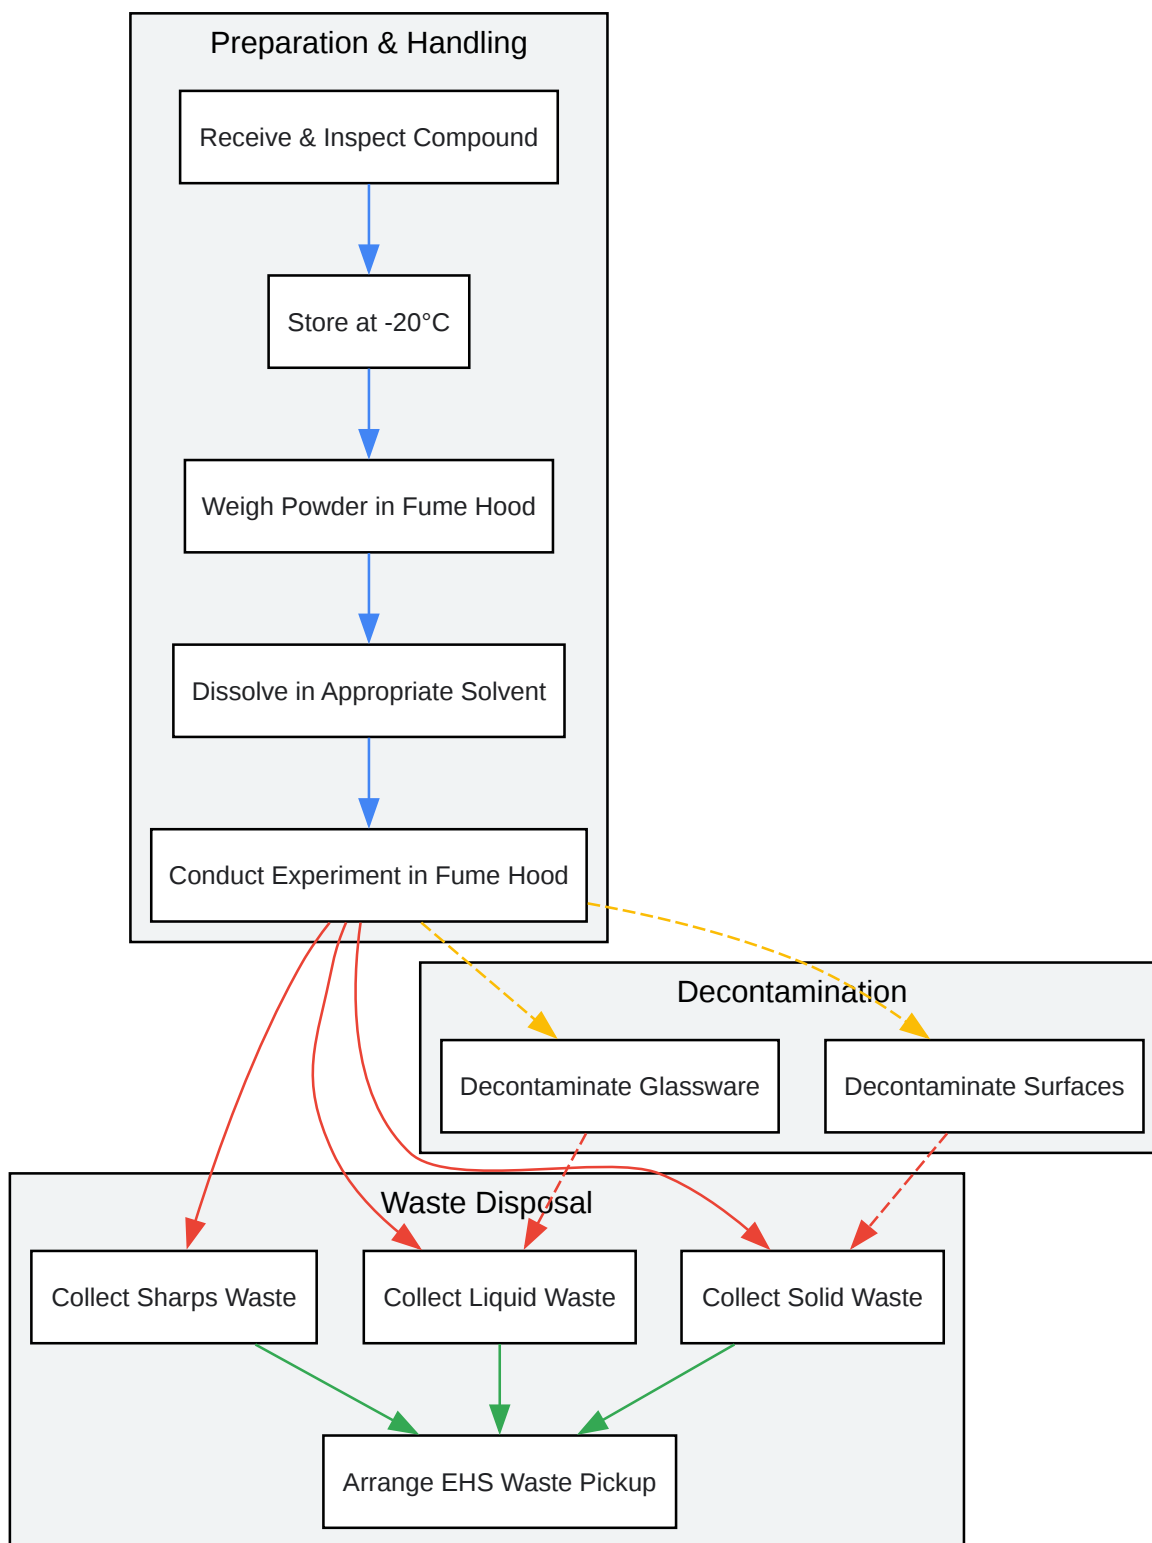 Preparation & Handling
Receive & Inspect Compound
Store at -20°C
Weigh Powder in Fume Hood
Dissolve in Appropriate Solvent
Conduct Experiment in Fume Hood
Decontamination
Decontaminate Glassware
Decontaminate Surfaces
Waste Disposal
Collect Sharps Waste
Collect Liquid Waste
Collect Solid Waste
Arrange EHS Waste Pickup